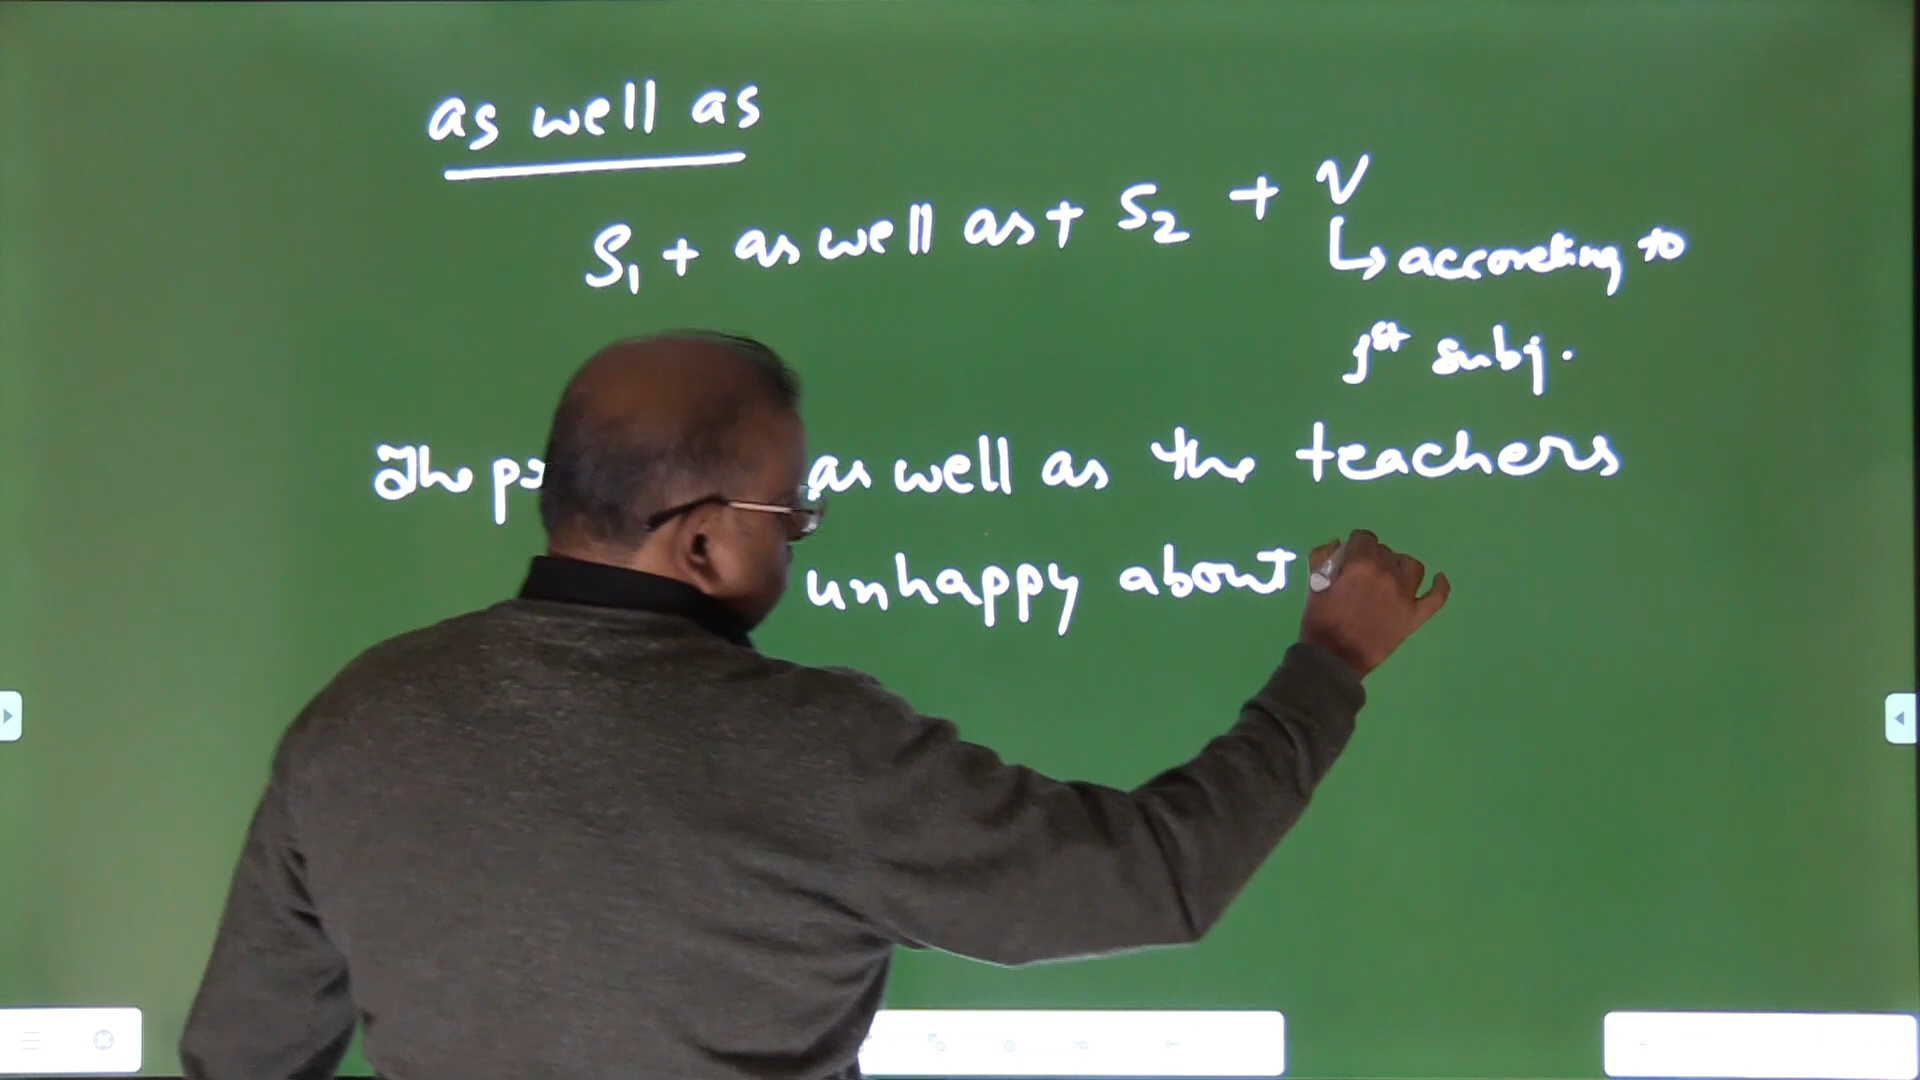 as well as
S₁ + as well as + S₂ + V
↳ according to
1st subj.
The as well as the teachers
unhappy about